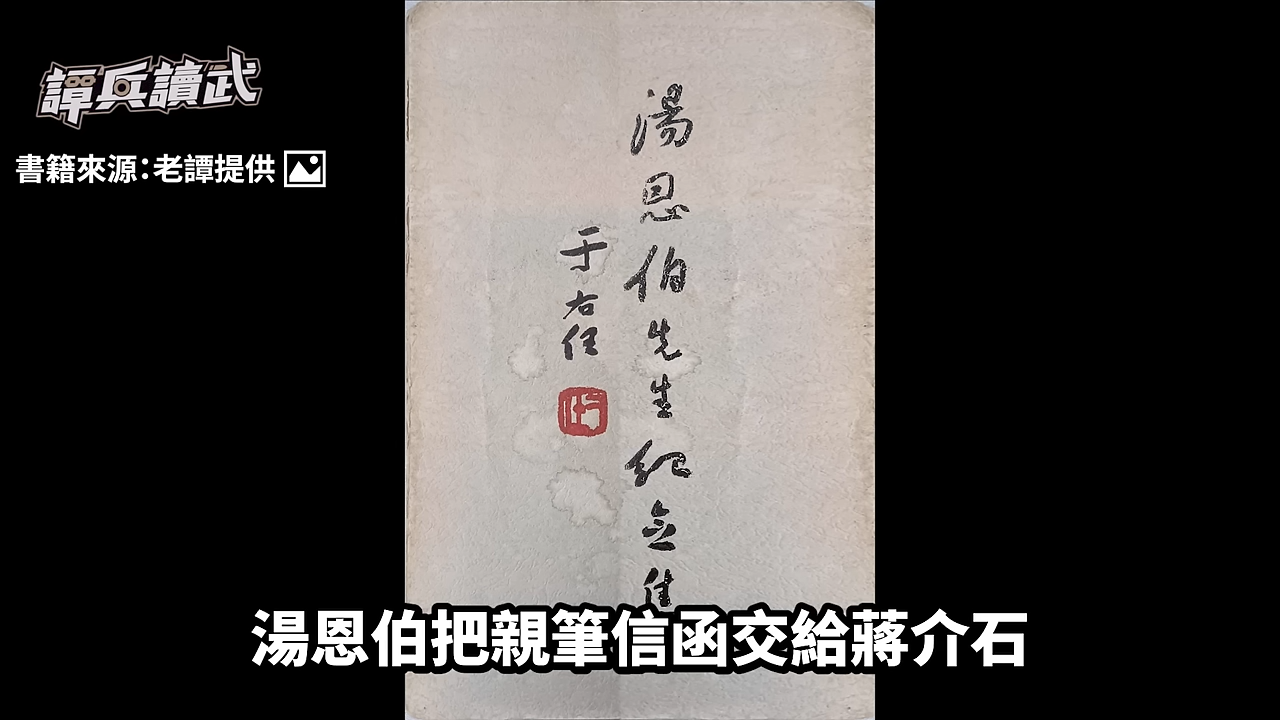 譚兵讀武
書籍來源：老譚提供
湯恩伯先生紀念集
于右任
湯恩伯把親筆信函交給蔣介石